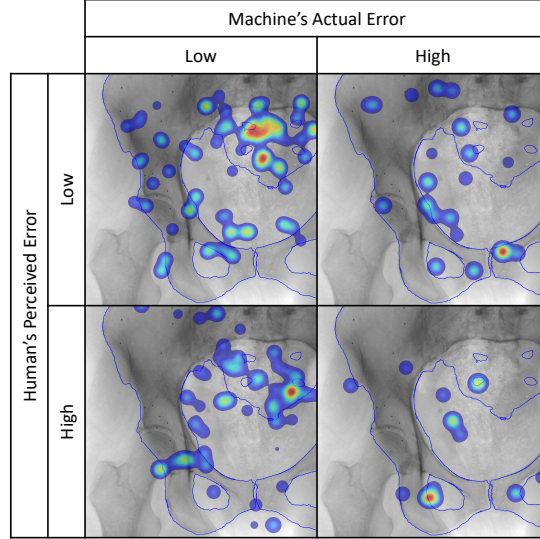 Machine's Actual Error
Low
High
Human's Perceived Error
Low
High